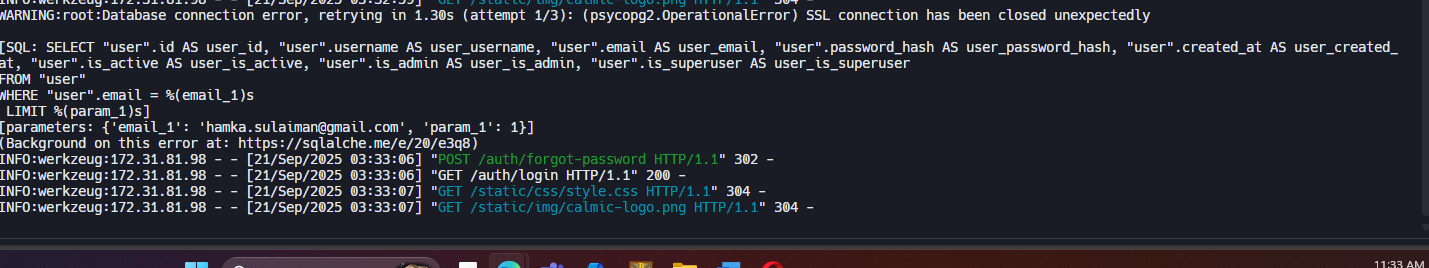 INFO:werkzeug:172.31.81.98 - - [21/Sep/2025 03:32:59] "GET /static/img/calmic-logo.png HTTP/1.1" 304 -
WARNING:root:Database connection error, retrying in 1.30s (attempt 1/3): (psycopg2.OperationalError) SSL connection has been closed unexpectedly
[SQL: SELECT "user".id AS user_id, "user".username AS user_username, "user".email AS user_email, "user".password_hash AS user_password_hash, "user".created_at AS user_created_
at, "user".is_active AS user_is_active, "user".is_admin AS user_is_admin, "user".is_superuser AS user_is_superuser
FROM "user"
WHERE "user".email = %(email_1)s
LIMIT %(param_1)s]
[parameters: {'email_1': 'hamka.sulaiman@gmail.com', 'param_1': 1}]
(Background on this error at: https://sqlalche.me/e/20/e3q8)
INFO:werkzeug:172.31.81.98 - - [21/Sep/2025 03:33:06] "POST /auth/forgot-password HTTP/1.1" 302 -
INFO:werkzeug:172.31.81.98 - - [21/Sep/2025 03:33:06] "GET /auth/login HTTP/1.1" 200 -
INFO:werkzeug:172.31.81.98 - - [21/Sep/2025 03:33:07] "GET /static/css/style.css HTTP/1.1" 304 -
INFO:werkzeug:172.31.81.98 - - [21/Sep/2025 03:33:07] "GET /static/img/calmic-logo.png HTTP/1.1" 304 -
11:33 AM